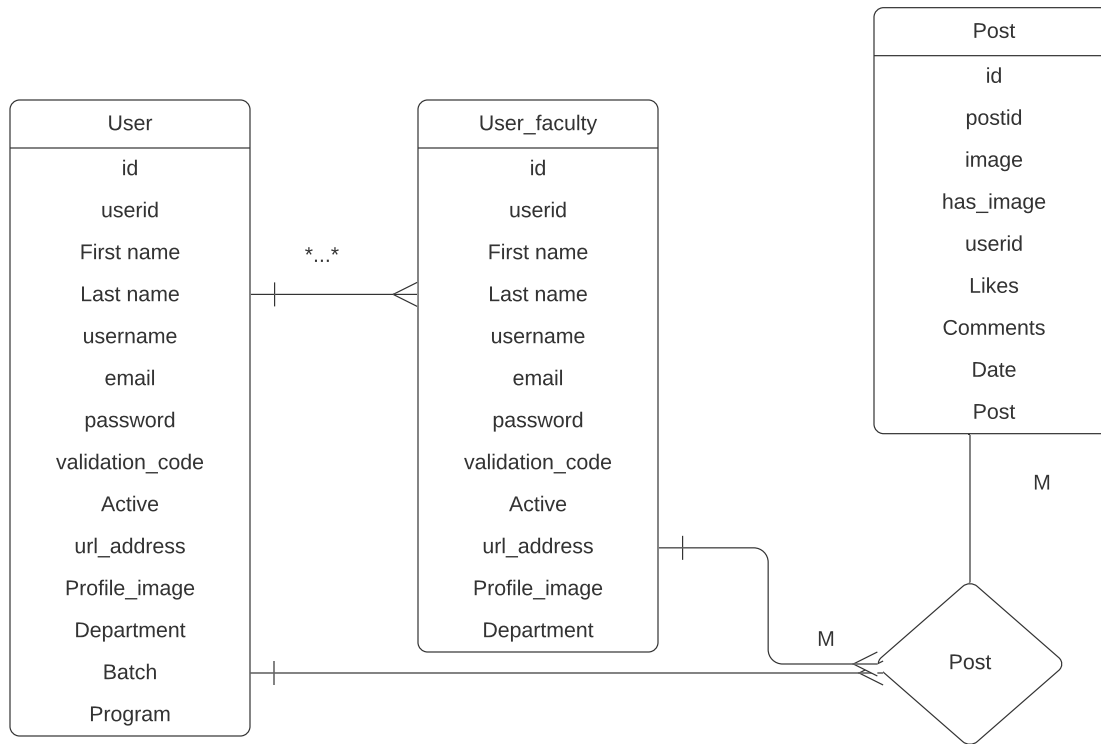 User
id
userid
First name
Last name
username
email
password
validation_code
Active
url_address
Profile_image
Department
Batch
Program
*...*
User_faculty
id
userid
First name
Last name
username
email
password
validation_code
Active
url_address
Profile_image
Department
Post
id
postid
image
has_image
userid
Likes
Comments
Date
Post
M
M
Post